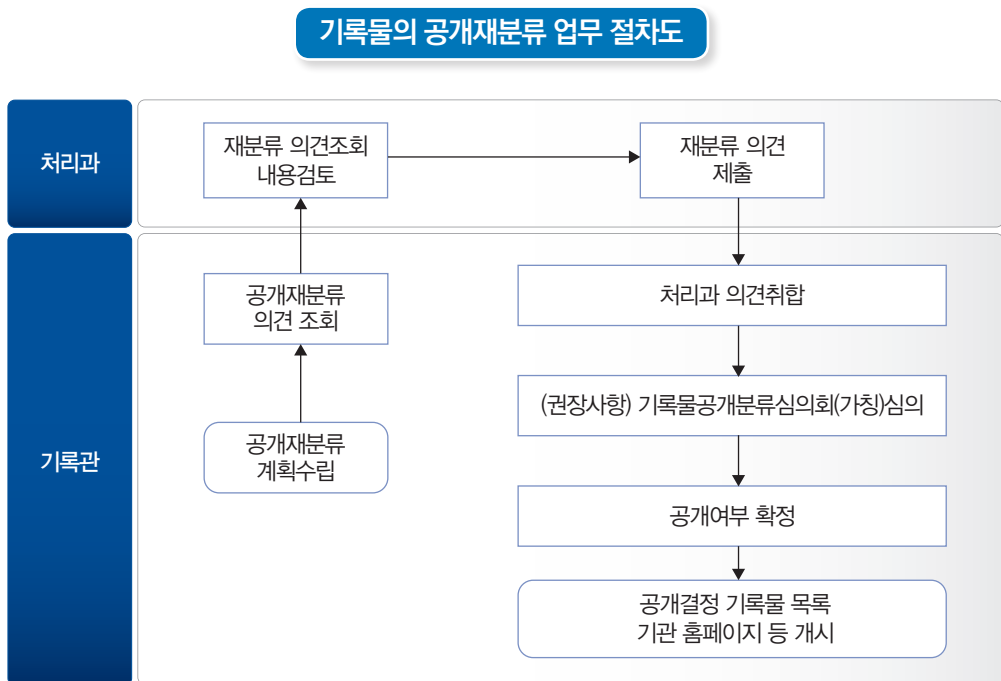 기록물의 공개재분류 업무 절차도
처리과
재분류 의견조회
내용검토
재분류 의견
제출
기록관
공개재분류
의견 조회
공개재분류
계획수립
처리과 의견취합
(권장사항) 기록물공개분류심의회(가칭)심의
공개여부 확정
공개결정 기록물 목록
기관 홈페이지 등 개시